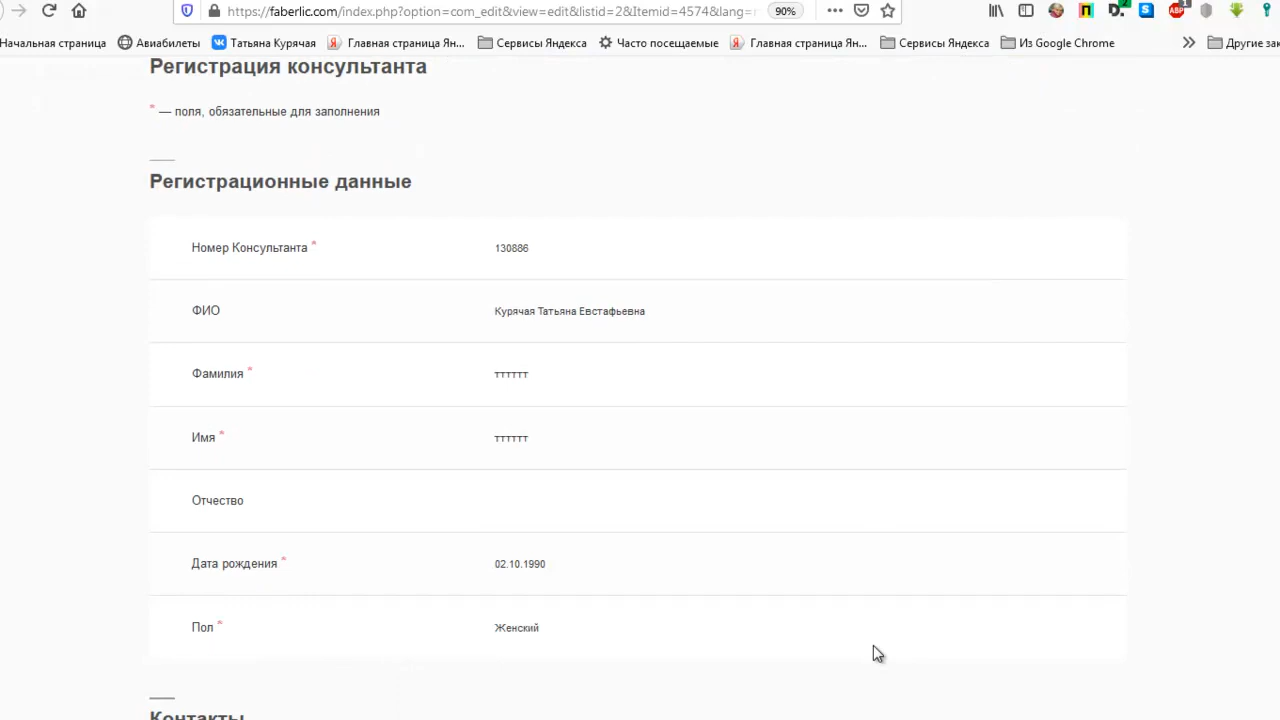 https://faberlic.com/index.php?option=com_edit&view=edit&listid=2&Itemid=4574&lang=
90%
Начальная страница Авиабилеты Татьяна Курячая Главная страница Ян... Сервисы Яндекса Часто посещаемые Главная страница Ян... Сервисы Яндекса Из Google Chrome Другие зак
Регистрация консультанта
* — поля, обязательные для заполнения
Регистрационные данные
Номер Консультанта * 130886
ФИО Курячая Татьяна Евстафьевна
Фамилия * тттттт
Имя * тттттт
Отчество
Дата рождения * 02.10.1990
Пол * Женский
Контакты